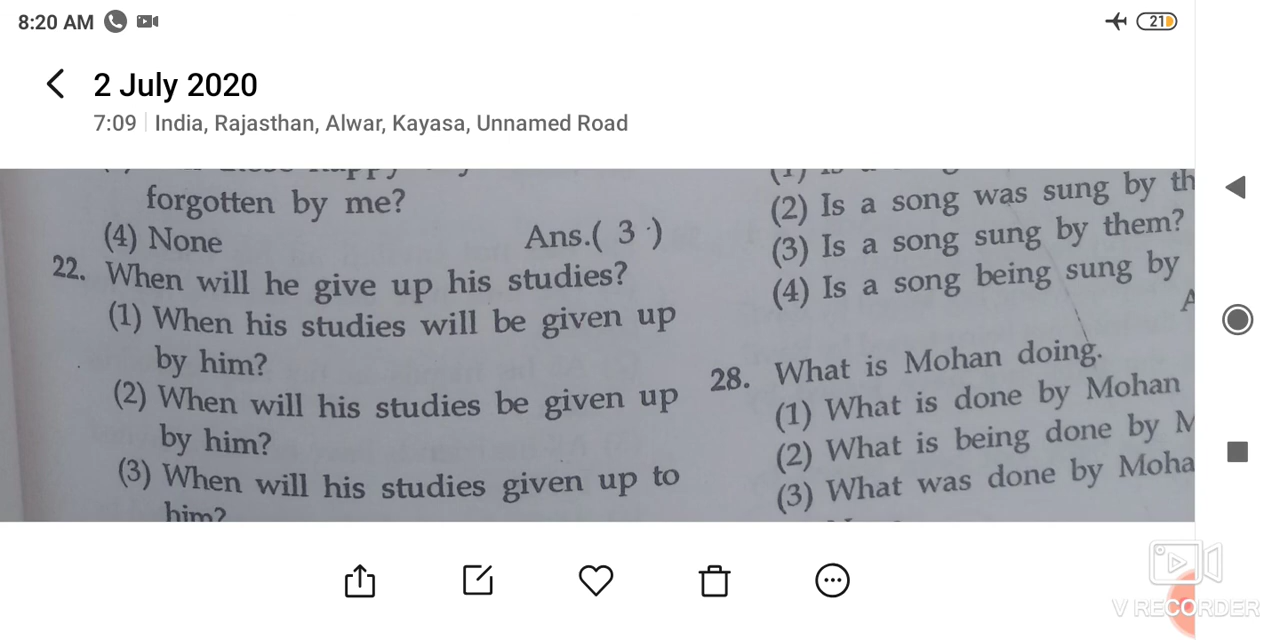 8:20 AM
21
2 July 2020
7:09 India, Rajasthan, Alwar, Kayasa, Unnamed Road
forgotten by me?
(4) None Ans.( 3 )
22. When will he give up his studies?
(1) When his studies will be given up
by him?
(2) When will his studies be given up
by him?
(3) When will his studies given up to
him?
(2) Is a song was sung by th
(3) Is a song sung by them?
(4) Is a song being sung by
A
28. What is Mohan doing.
(1) What is done by Mohan
(2) What is being done by M
(3) What was done by Moha
V RECORDER